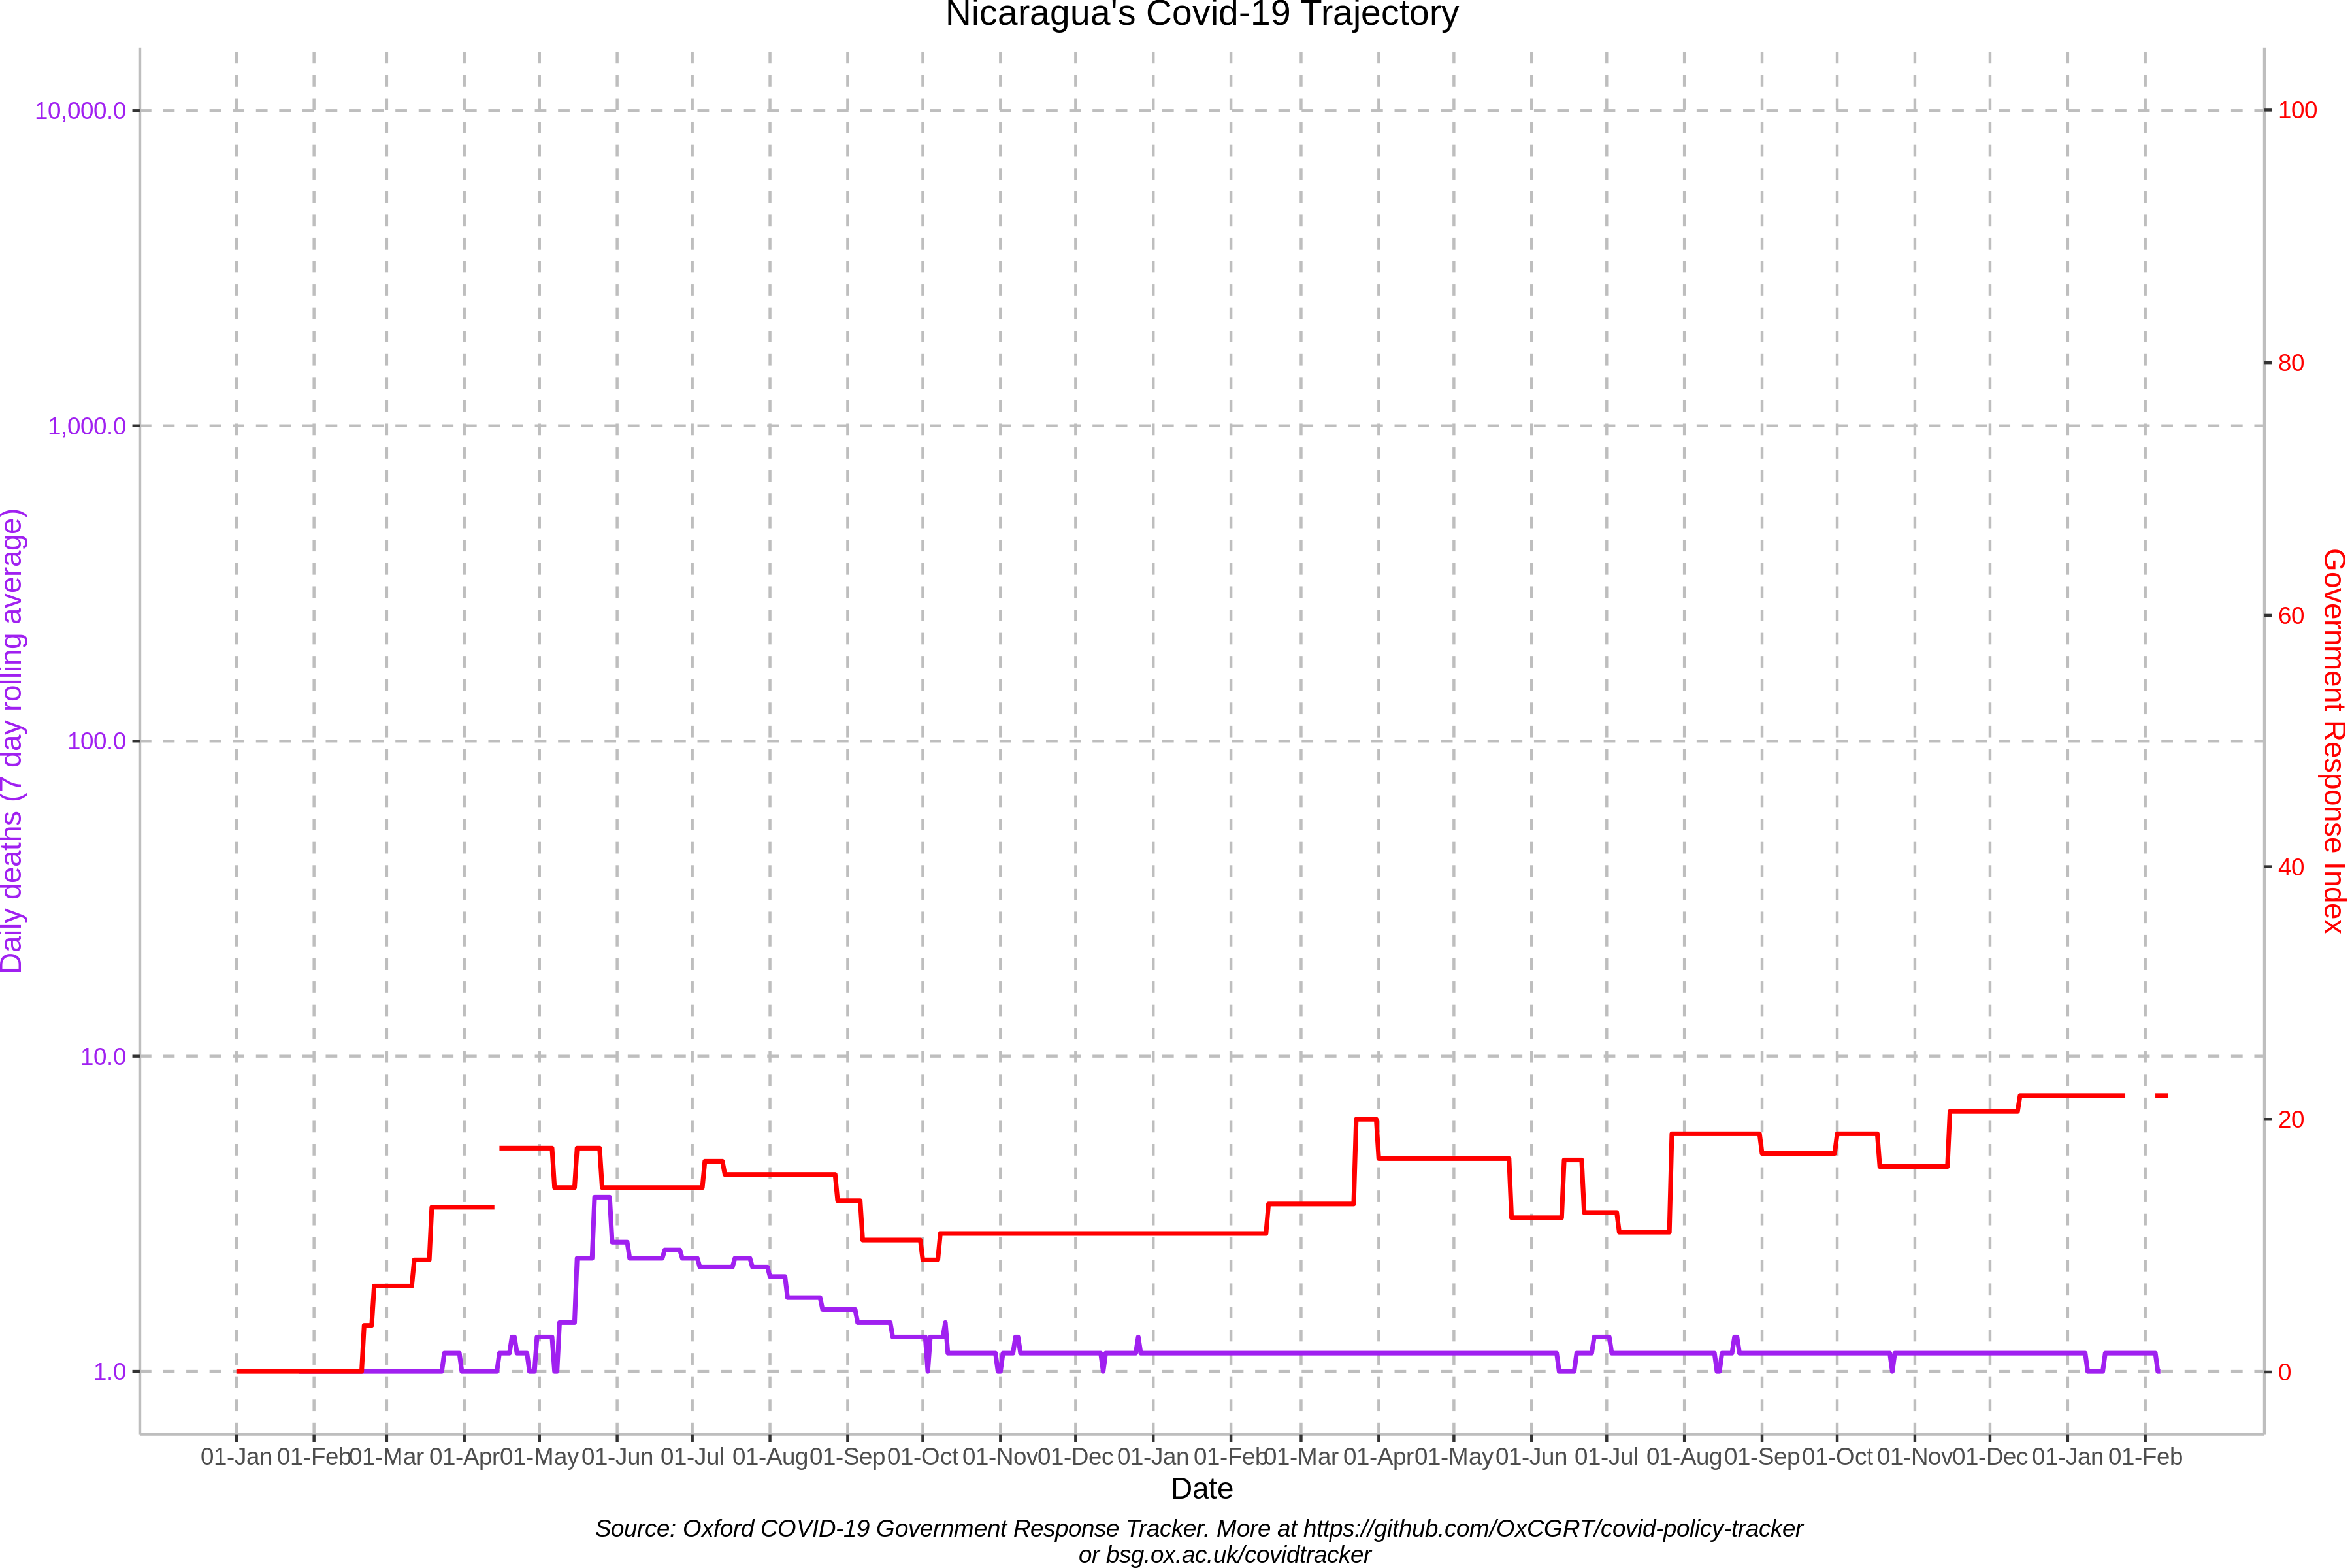 Nicaragua's Covid-19 Trajectory
10,000.0
1,000.0
100.0
10.0
1.0
Daily deaths (7 day rolling average)
100
80
60
40
20
0
Government Response Index
01-Jan 01-Feb 01-Mar 01-Apr 01-May 01-Jun 01-Jul 01-Aug 01-Sep 01-Oct 01-Nov 01-Dec 01-Jan 01-Feb 01-Mar 01-Apr 01-May 01-Jun 01-Jul 01-Aug 01-Sep 01-Oct 01-Nov 01-Dec 01-Jan 01-Feb
Date
Source: Oxford COVID-19 Government Response Tracker. More at https://github.com/OxCGRT/covid-policy-tracker
or bsg.ox.ac.uk/covidtracker